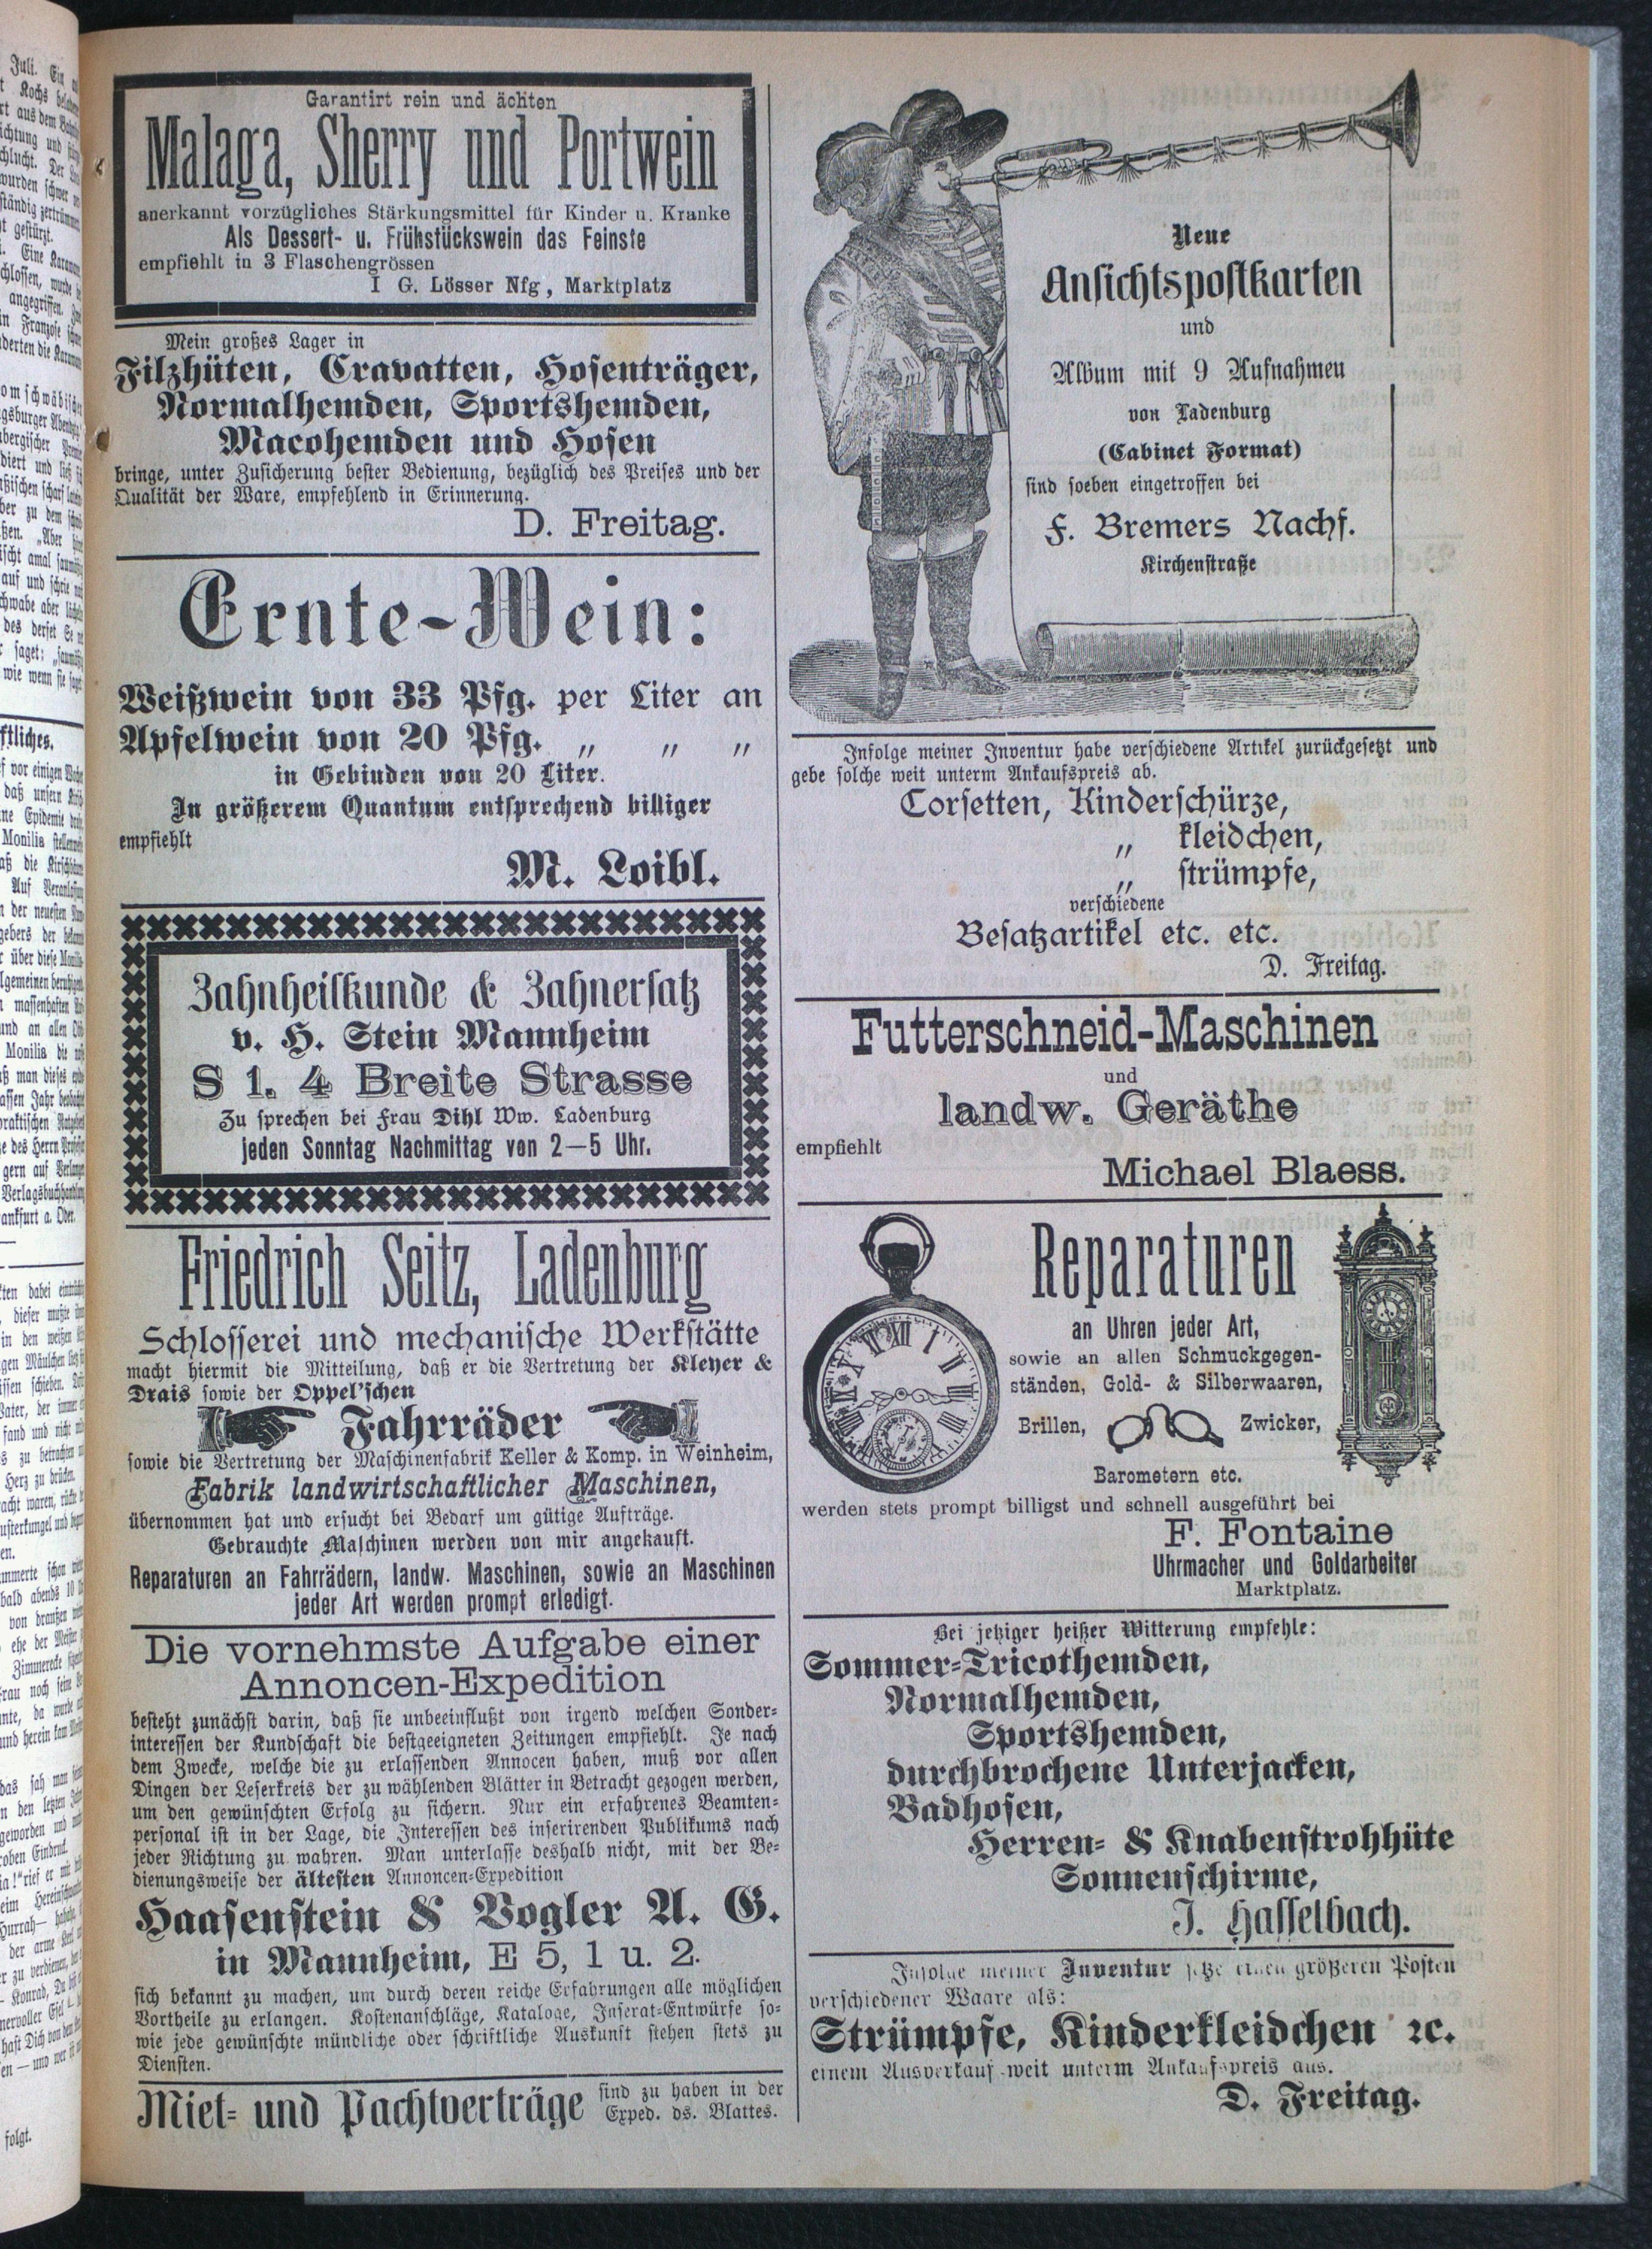 Garantirt rein und ächten
Malaga, Sherry und Portwein
anerkannt vorzügliches Stärkungsmittel für Kinder u. Kranke
Als Dessert- u. Frühstückswein das Feinste
empfiehlt in 3 Flaschengrössen
I G. Lösser Nfg, Marktplatz
Mein großes Lager in
Filzhüten, Cravatten, Hosenträger,
Normalhemden, Sportshemden,
Macohemden und Hosen
bringe, unter Zusicherung bester Bedienung, bezüglich des Preises und der
Qualität der Ware, empfehlend in Erinnerung.
D. Freitag.
Ernte-Wein:
Weißwein von 33 Pfg. per Liter an
Apfelwein von 20 Pfg. „ „ „
in Gebinden von 20 Liter.
In größerem Quantum entsprechend billiger
empfiehlt
M. Loibl.
Zahnheilkunde & Zahnersatz
v. H. Stein Mannheim
S 1. 4 Breite Strasse
Zu sprechen bei Frau Dihl Ww. Ladenburg
jeden Sonntag Nachmittag von 2—5 Uhr.
Friedrich Seitz, Ladenburg
Schlosserei und mechanische Werkstätte
macht hiermit die Mitteilung, daß er die Vertretung der Kleyer &
Drais sowie der Oppel'schen
Fahrräder
sowie die Vertretung der Maschinenfabrik Keller & Komp. in Weinheim,
Fabrik landwirtschaftlicher Maschinen,
übernommen hat und ersucht bei Bedarf um gütige Aufträge.
Gebrauchte Maschinen werden von mir angekauft.
Reparaturen an Fahrrädern, landw. Maschinen, sowie an Maschinen
jeder Art werden prompt erledigt.
Die vornehmste Aufgabe einer
Annoncen-Expedition
besteht zunächst darin, daß sie unbeeinflußt von irgend welchen Sonder-
interessen der Kundschaft die bestgeeigneten Zeitungen empfiehlt. Je nach
dem Zwecke, welche die zu erlassenden Annocen haben, muß vor allen
Dingen der Leserkreis der zu wählenden Blätter in Betracht gezogen werden,
um den gewünschten Erfolg zu sichern. Nur ein erfahrenes Beamten-
personal ist in der Lage, die Interessen des inserirenden Publikums nach
jeder Richtung zu wahren. Man unterlasse deshalb nicht, mit der Be-
dienungsweise der ältesten Annoncen-Expedition
Haasenstein & Vogler A. G.
in Mannheim, E 5, 1 u. 2.
sich bekannt zu machen, um durch deren reiche Erfahrungen alle möglichen
Vortheile zu erlangen. Kostenanschläge, Kataloge, Inserat-Entwürfe so-
wie jede gewünschte mündliche oder schriftliche Auskunft stehen stets zu
Diensten.
Miet- und Pachtverträge sind zu haben in der
Exped. ds. Blattes.
Neue
Ansichtspostkarten
und
Album mit 9 Aufnahmen
von Ladenburg
(Cabinet Format)
sind soeben eingetroffen bei
F. Bremers Nachf.
Kirchenstraße
Infolge meiner Inventur habe verschiedene Artikel zurückgesetzt und
gebe solche weit unterm Ankaufspreis ab.
Corsetten, Kinderschürze,
„ kleidchen,
„ strümpfe,
verschiedene
Besatzartikel etc. etc.
D. Freitag.
Futterschneid-Maschinen
und
landw. Geräthe
empfiehlt
Michael Blaess.
Reparaturen
an Uhren jeder Art,
sowie an allen Schmuckgegen-
ständen, Gold- & Silberwaaren,
Brillen, Zwicker,
Barometern etc.
werden stets prompt billigst und schnell ausgeführt bei
F. Fontaine
Uhrmacher und Goldarbeiter
Marktplatz.
Bei jetziger heißer Witterung empfehle:
Sommer-Tricothemden,
Normalhemden,
Sportshemden,
durchbrochene Unterjacken,
Badhosen,
Herren- & Knabenstrohhüte
Sonnenschirme,
J. Hasselbach.
Infolge meiner Inventur setze einen größeren Posten
verschiedener Waare als:
Strümpfe, Kinderkleidchen ꝛc.
einem Ausverkauf weit unterm Ankaufspreis aus.
D. Freitag.